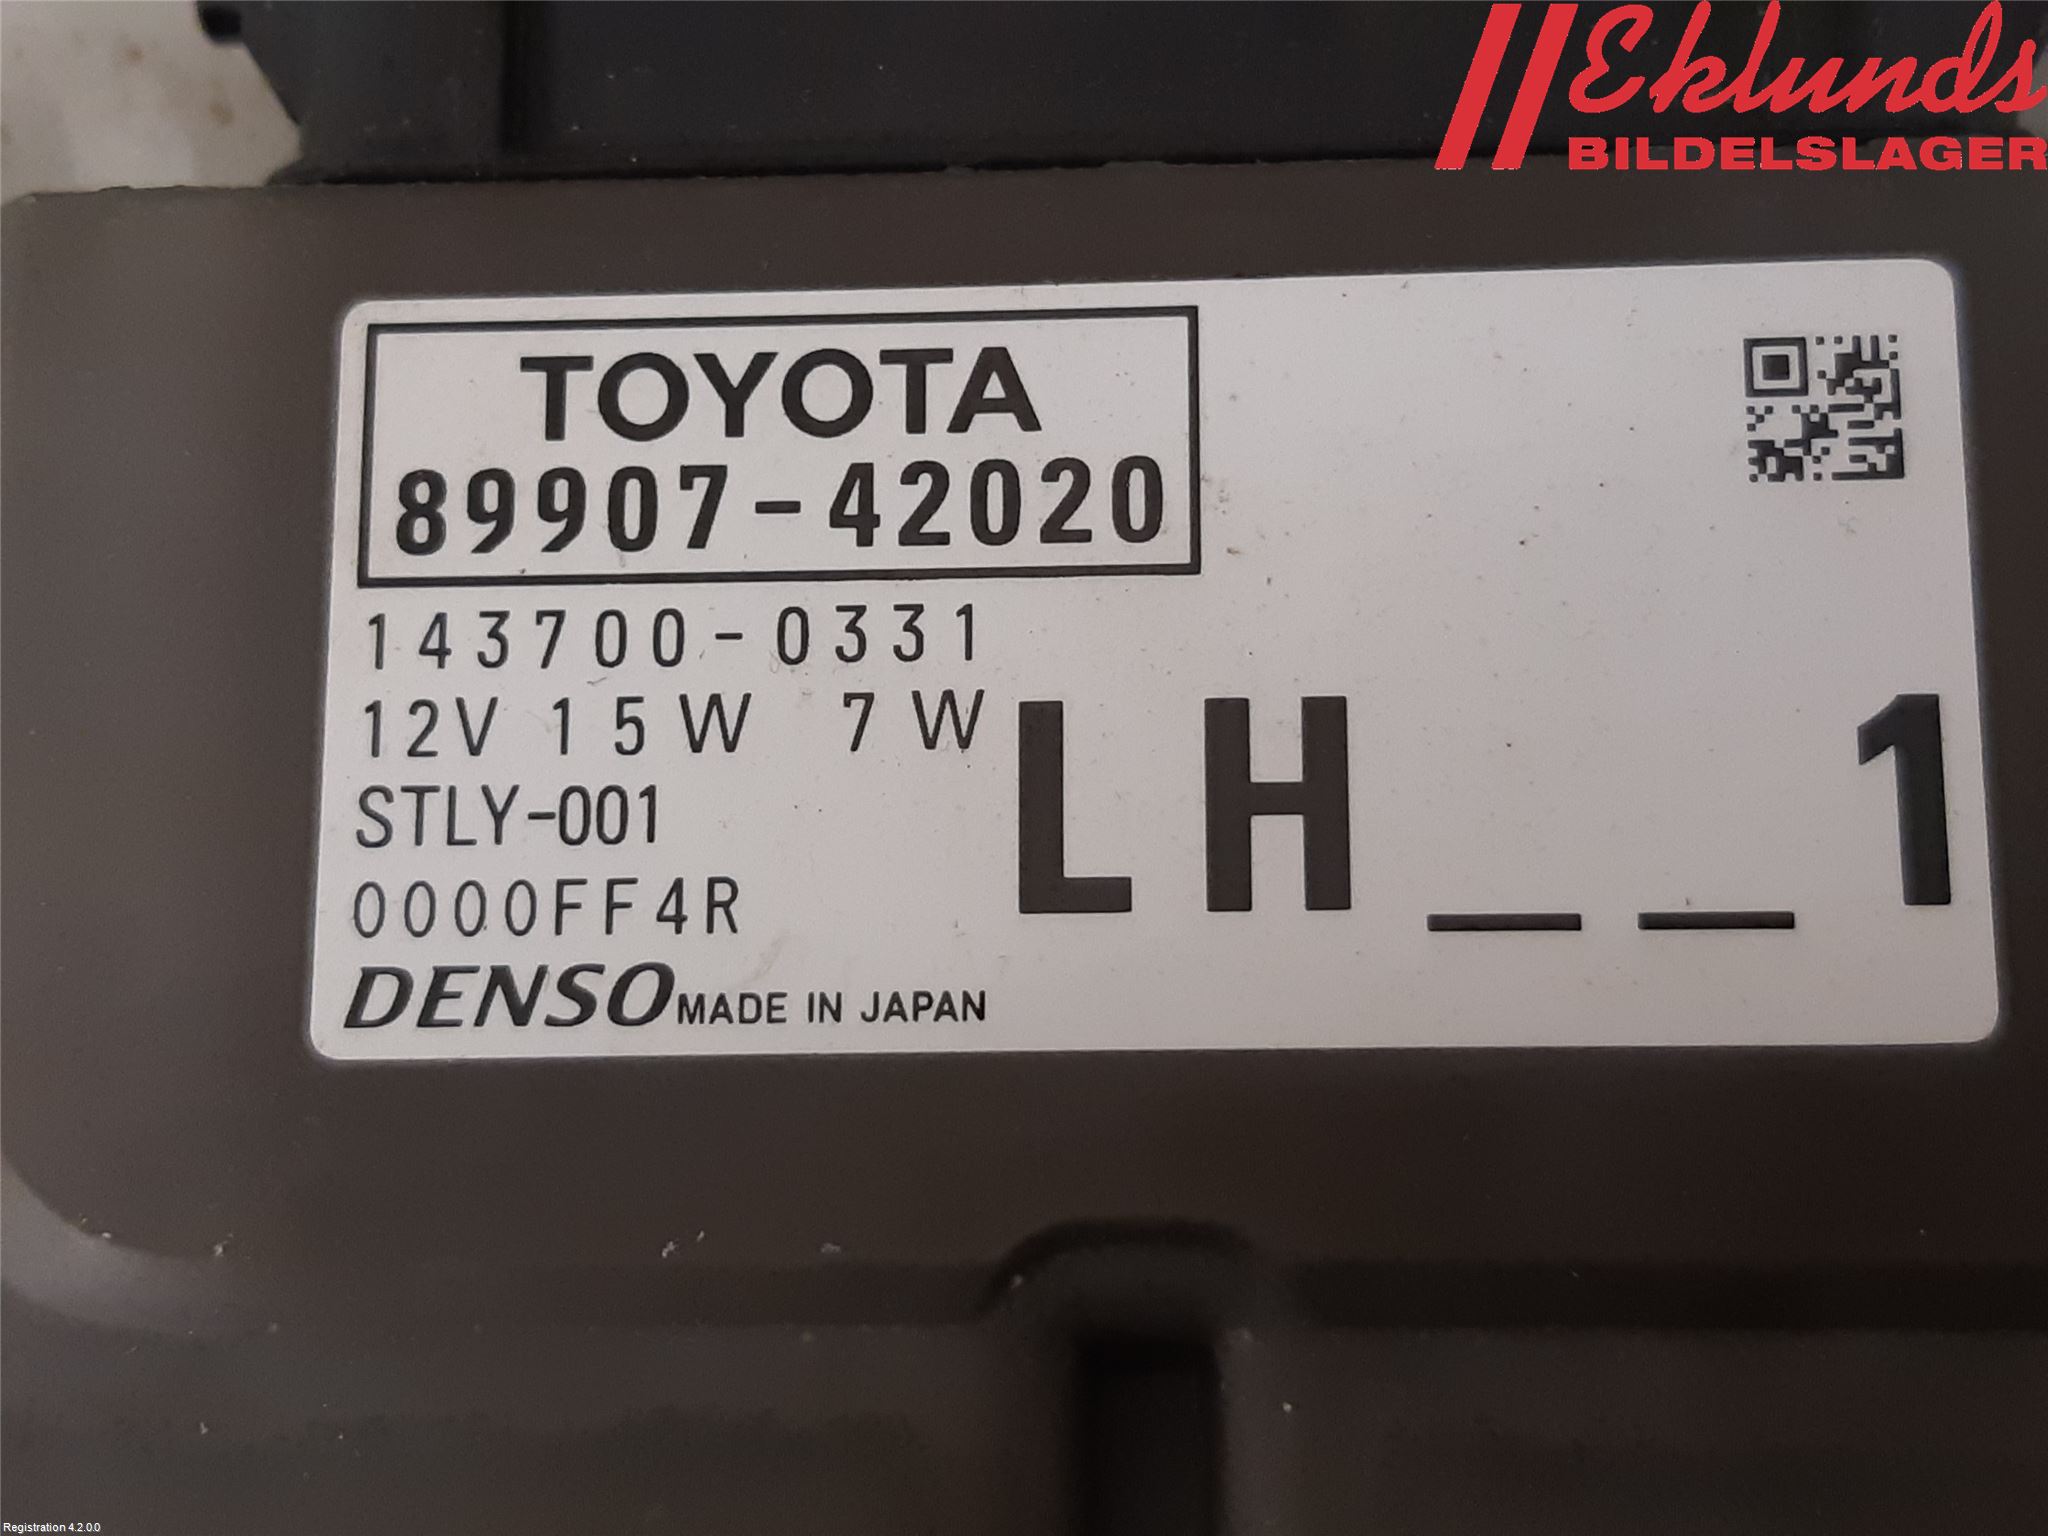 Eklunds
BILDELSLAGER
TOYOTA
89907-42020
143700-0331
12V 15W 7W
STLY-001
0000FF4R
LH__1
DENSO MADE IN JAPAN
Registration 4.2.0.0